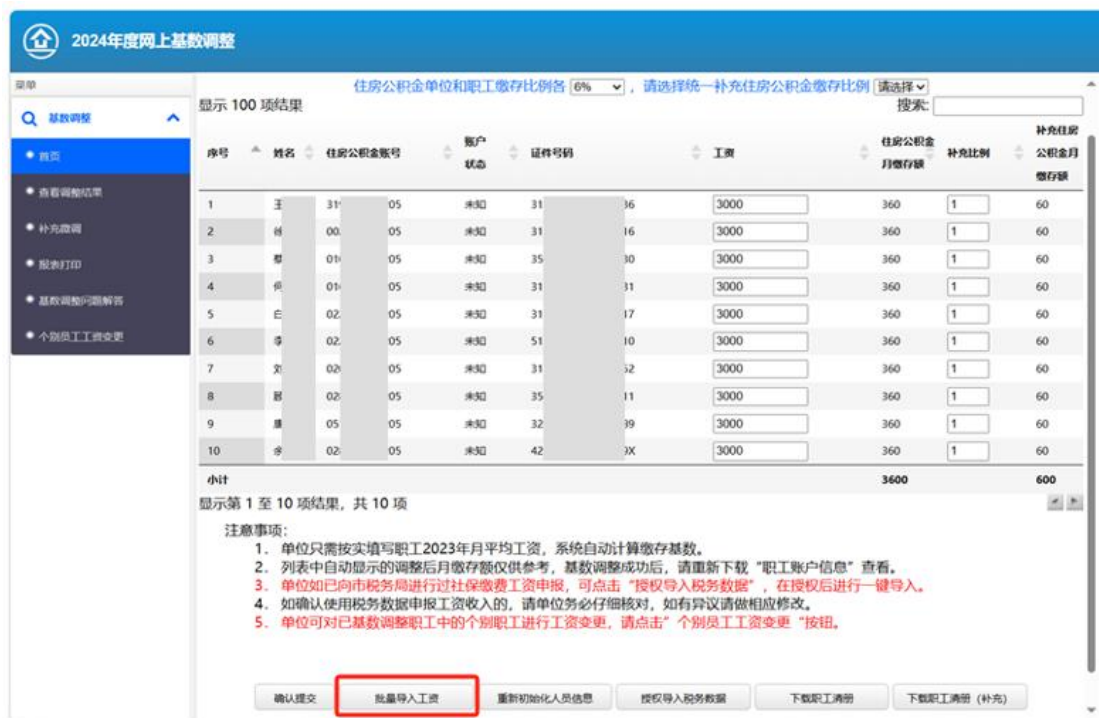 2024年度网上基数调整
菜单
基数调整
首页
查看调整结果
补充微调
报表打印
基数调整问题解答
个别员工工资变更
住房公积金单位和职工缴存比例各 6% ，请选择统一补充住房公积金缴存比例 请选择
显示 100 项结果
搜索:
序号 姓名 住房公积金账号 账户状态 证件号码 工资 住房公积金月缴存额 补充比例 补充住房公积金月缴存额
1 王 31 05 未知 31 36 3000 360 1 60
2 00 05 未知 31 16 3000 360 1 60
3 01 05 未知 35 30 3000 360 1 60
4 何 01 05 未知 31 31 3000 360 1 60
5 白 02 05 未知 31 17 3000 360 1 60
6 李 02 05 未知 51 10 3000 360 1 60
7 刘 02 05 未知 31 52 3000 360 1 60
8 顾 02 05 未知 35 11 3000 360 1 60
9 05 05 未知 32 39 3000 360 1 60
10 余 02 05 未知 42 9X 3000 360 1 60
小计 3600 600
显示第 1 至 10 项结果，共 10 项
注意事项:
1. 单位只需按实填写职工2023年月平均工资，系统自动计算缴存基数。
2. 列表中自动显示的调整后月缴存额仅供参考，基数调整成功后，请重新下载“职工账户信息”查看。
3. 单位如已向市税务局进行过社保缴费工资申报，可点击“授权导入税务数据”，在授权后进行一键导入。
4. 如确认使用税务数据申报工资收入的，请单位务必仔细核对，如有异议请做相应修改。
5. 单位可对已基数调整职工中的个别职工进行工资变更，请点击”个别员工工资变更“按钮。
确认提交 批量导入工资 重新初始化人员信息 授权导入税务数据 下载职工清册 下载职工清册（补充）